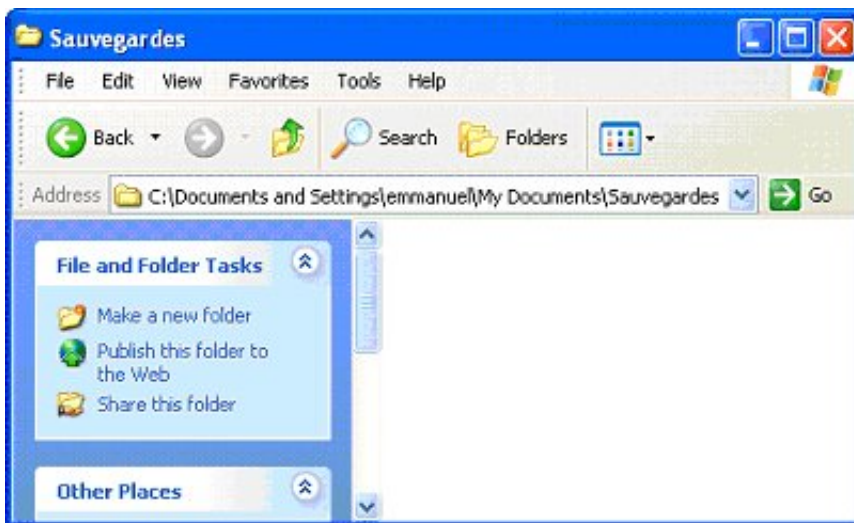 Sauvegardes
File Edit View Favorites Tools Help
Back Search Folders
Address C:\Documents and Settings\emmanuel\My Documents\Sauvegardes Go
File and Folder Tasks
Make a new folder
Publish this folder to
the Web
Share this folder
Other Places